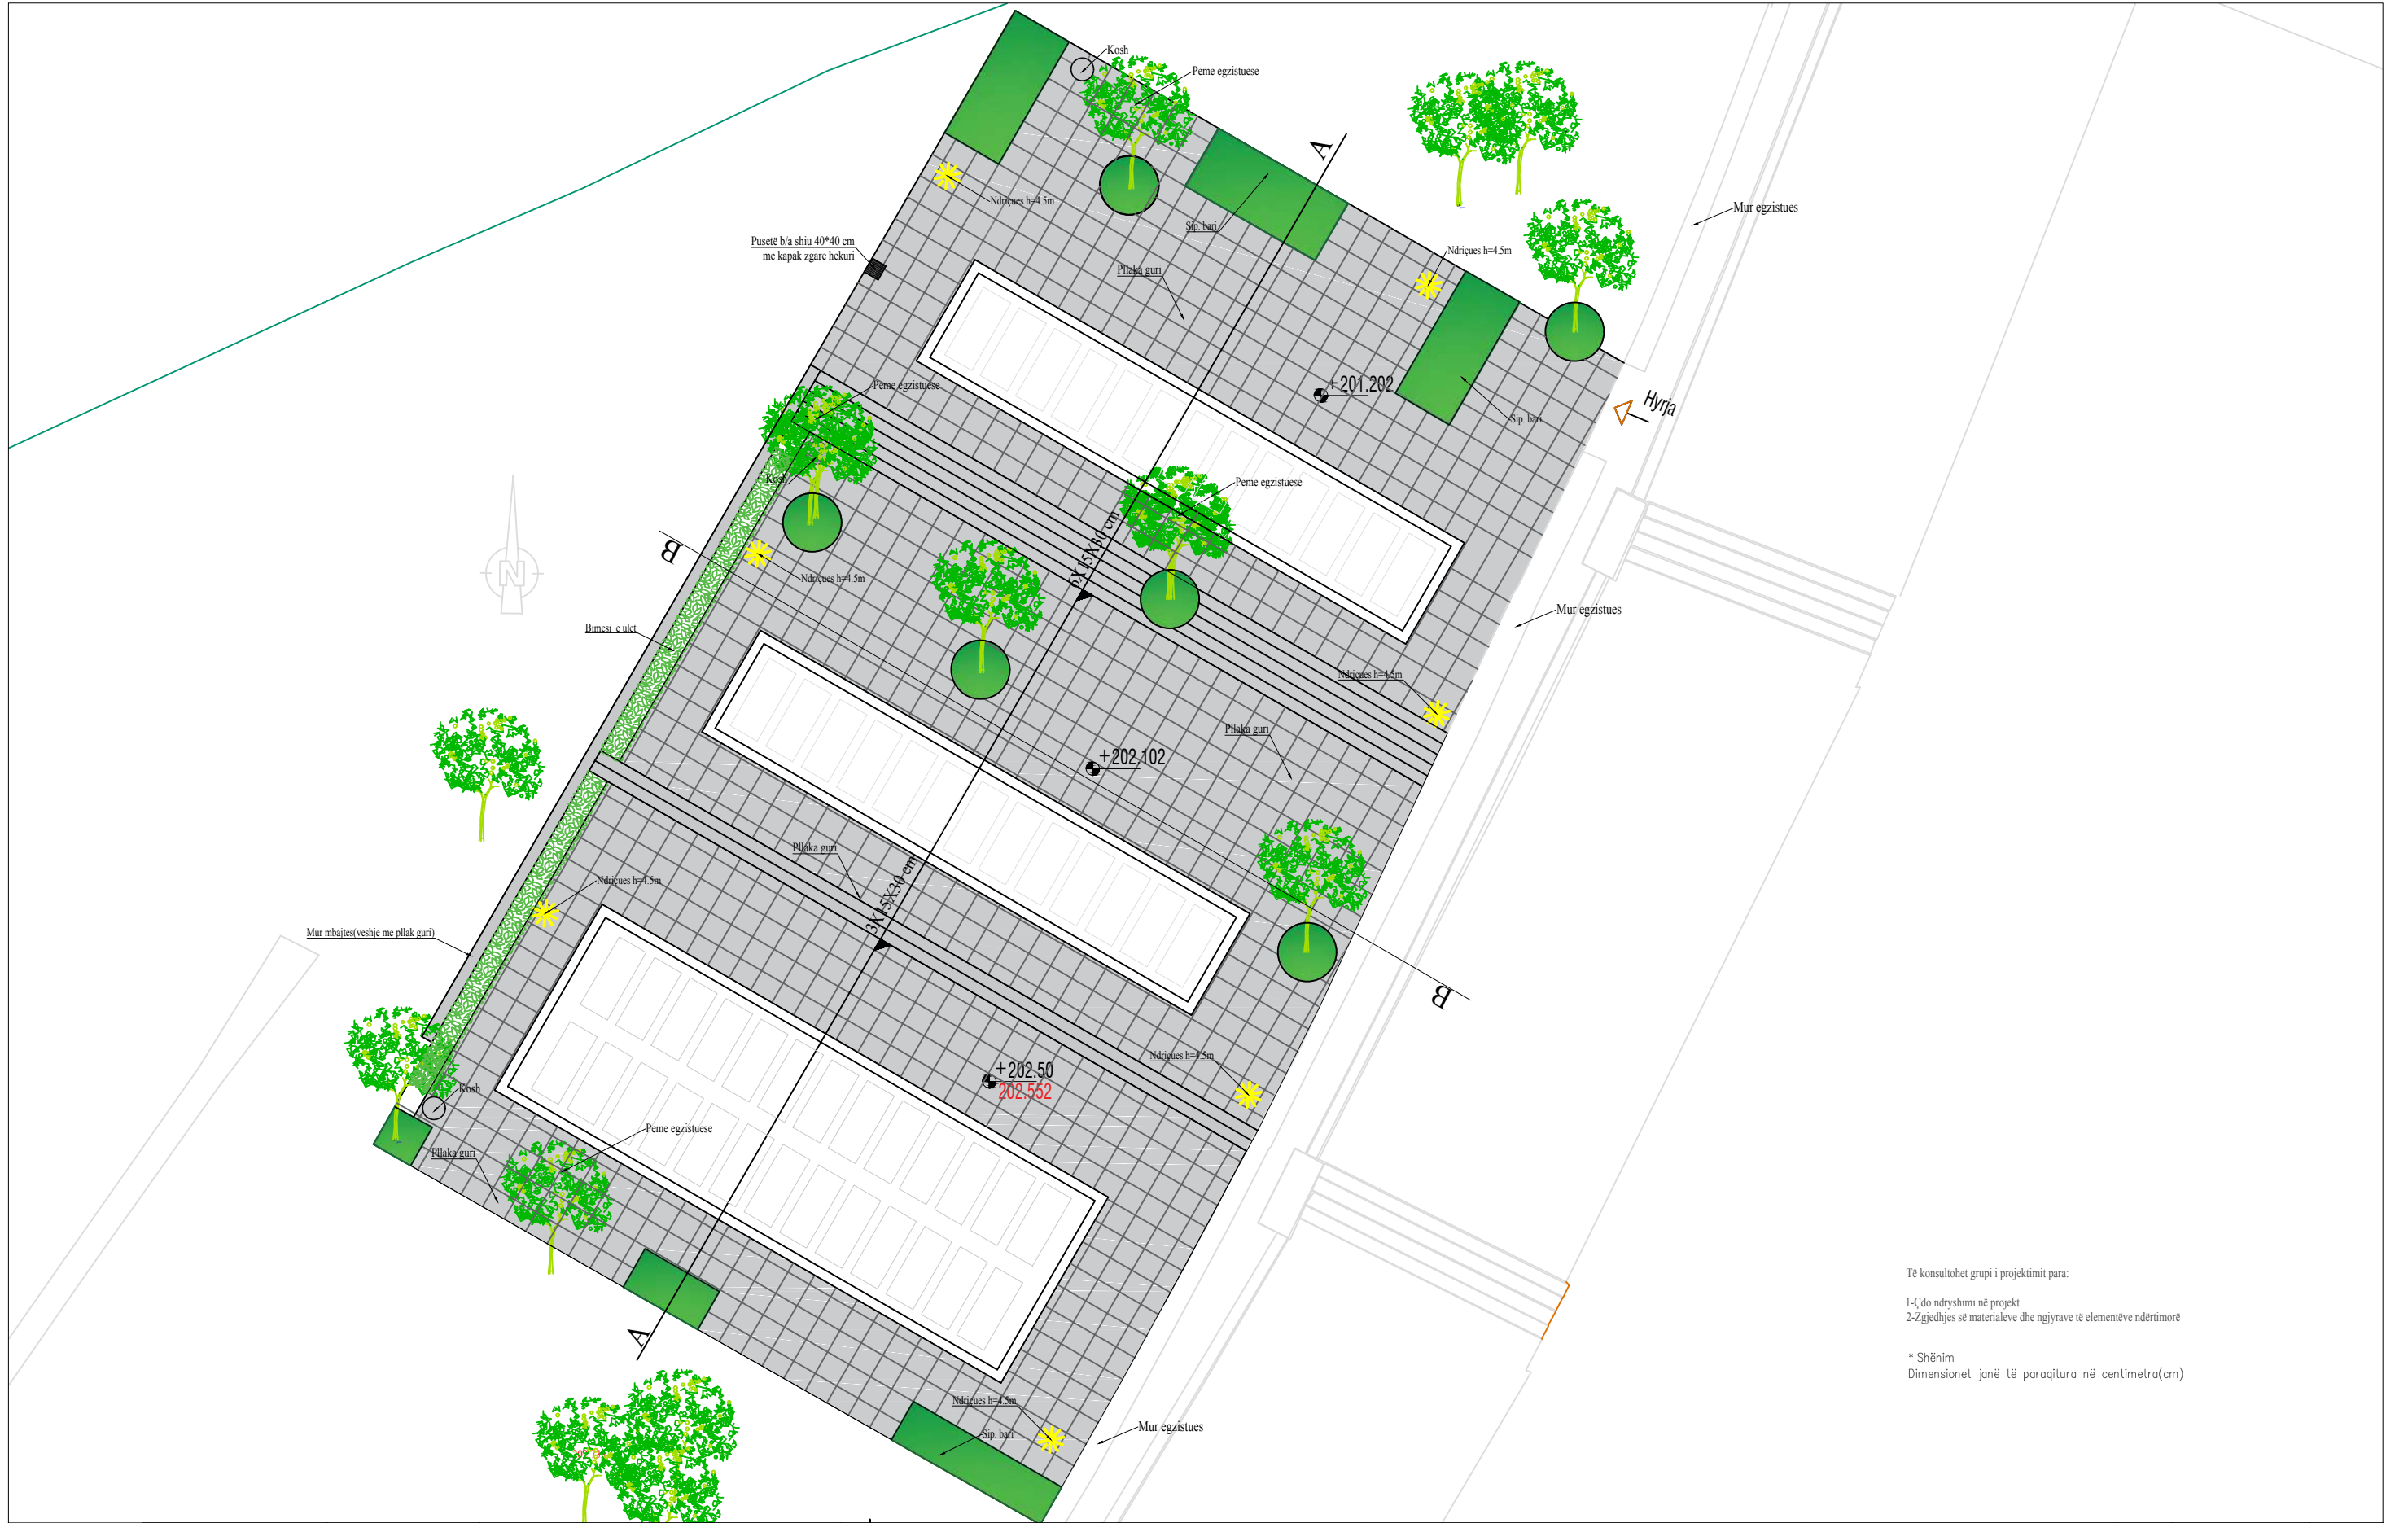 Kosh
Peme egzistuese
A
Ndriçues h=4.5m
Mur egzistues
Sip. bari
Pusetë b/a shiu 40*40 cm
me kapak zgare hekuri
Ndriçues h=4.5m
Pllaka guri
Peme egzistuese
+201.202
Hyrja
Sip. bari
Kosh
Peme egzistuese
B
6X15X30 cm
N
Ndriçues h=4.5m
Mur egzistues
Bimesi e ulet
Ndriçues h=4.5m
Pllaka guri
+202.102
Pllaka guri
3X15X30 cm
Ndriçues h=4.5m
Mur mbajtes(veshje me pllak guri)
B
Ndriçues h=4.5m
+202.50
202.552
Kosh
Peme egzistuese
Pllaka guri
A
Ndriçues h=4.5m
Sip. bari
Mur egzistues
Të konsultohet grupi i projektimit para:
1-Çdo ndryshimi në projekt
2-Zgjedhjes së materialeve dhe ngjyrave të elementëve ndërtimorë
* Shënim
Dimensionet janë të paraqitura në centimetra(cm)